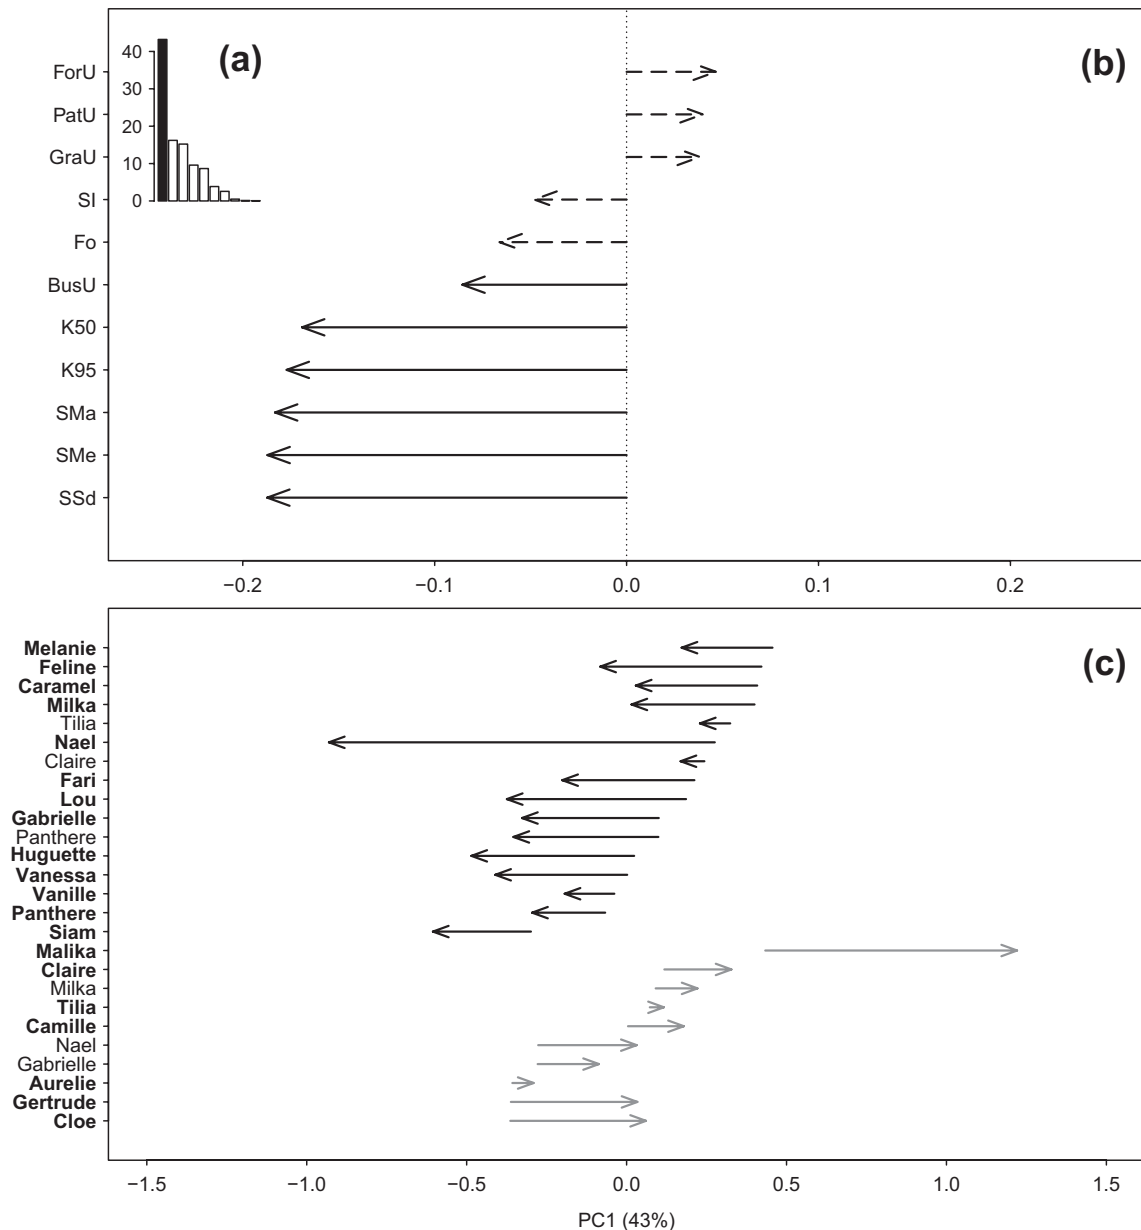 (a)
40
30
20
10
0
(b)
ForU
PatU
GraU
SI
Fo
BusU
K50
K95
SMa
SMe
SSd
−0.2 −0.1 0.0 0.1 0.2
(c)
Melanie
Feline
Caramel
Milka
Tilia
Nael
Claire
Fari
Lou
Gabrielle
Panthere
Huguette
Vanessa
Vanille
Panthere
Siam
Malika
Claire
Milka
Tilia
Camille
Nael
Gabrielle
Aurelie
Gertrude
Cloe
−1.5 −1.0 −0.5 0.0 0.5 1.0 1.5
PC1 (43%)